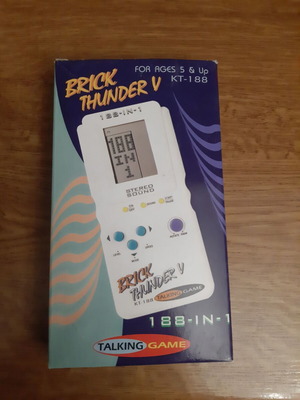 FOR AGES 5 & Up
KT-188
BRICK
THUNDER V
188-IN-1
188
IN
1
STEREO
SOUND
BRICK
THUNDER V
KT-188 TALKING GAME
188-IN-1
TALKING GAME